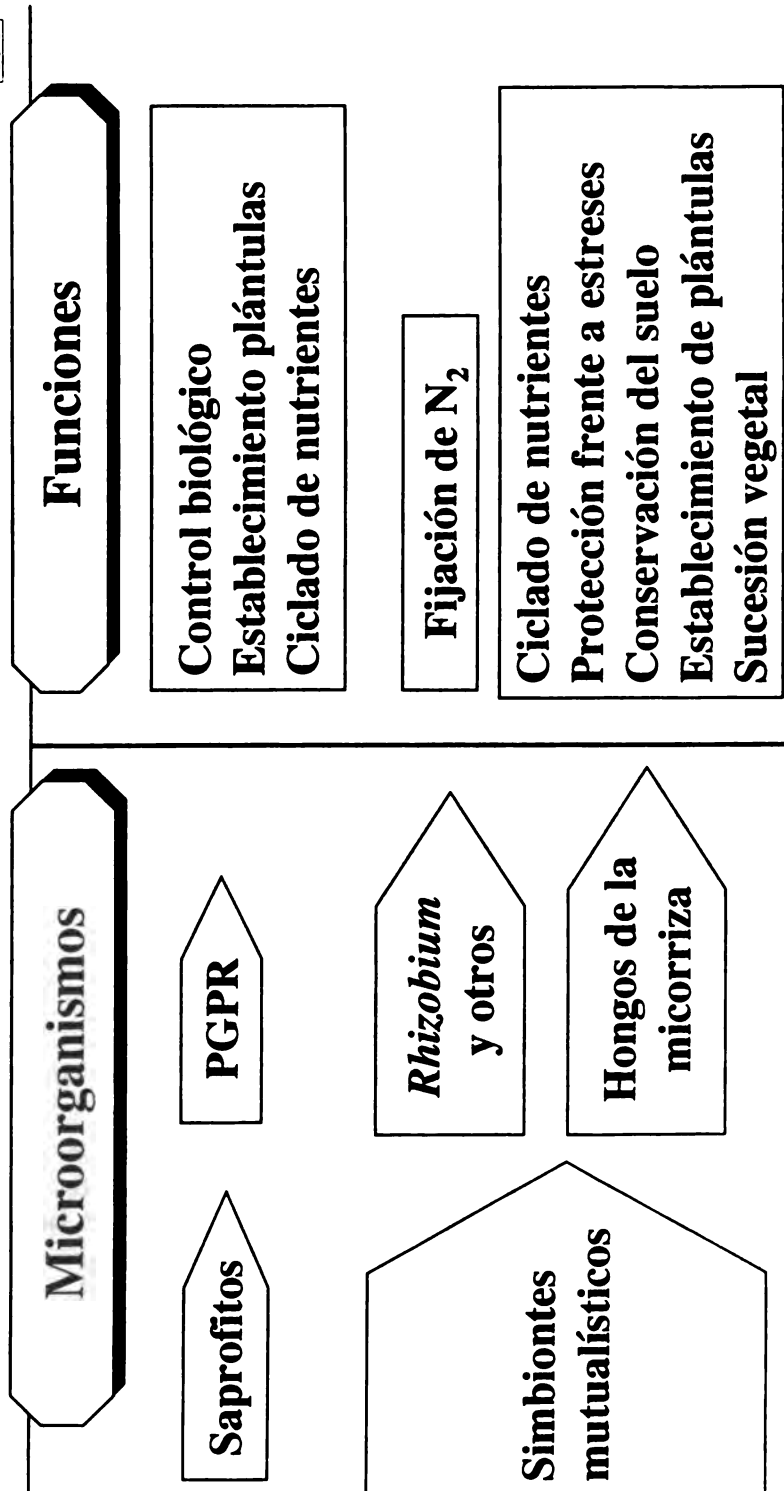 Microorganismos
Funciones
Saprofitos
PGPR
Control biológico
Establecimiento plántulas
Ciclado de nutrientes
Simbiontes
mutualísticos
Rhizobium
y otros
Fijación de N₂
Hongos de la
micorriza
Ciclado de nutrientes
Protección frente a estreses
Conservación del suelo
Establecimiento de plántulas
Sucesión vegetal